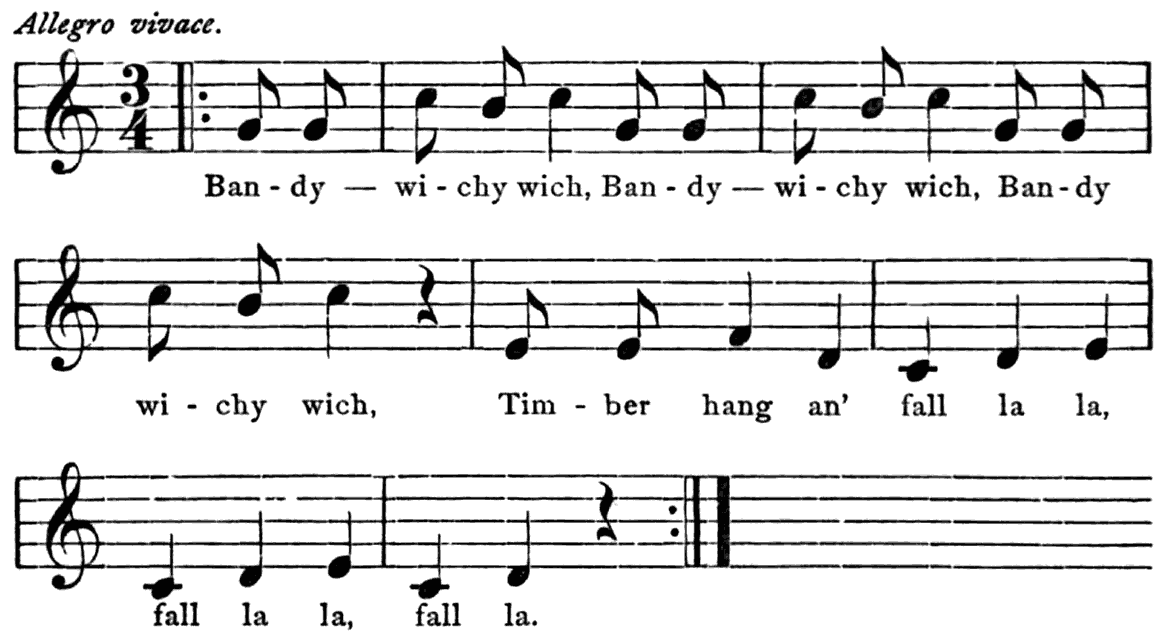 Allegro vivace.
3
4
Ban - dy — wi - chy wich, Ban - dy — wi - chy wich, Ban - dy
wi - chy wich, Tim - ber hang an' fall la la,
fall la la, fall la.